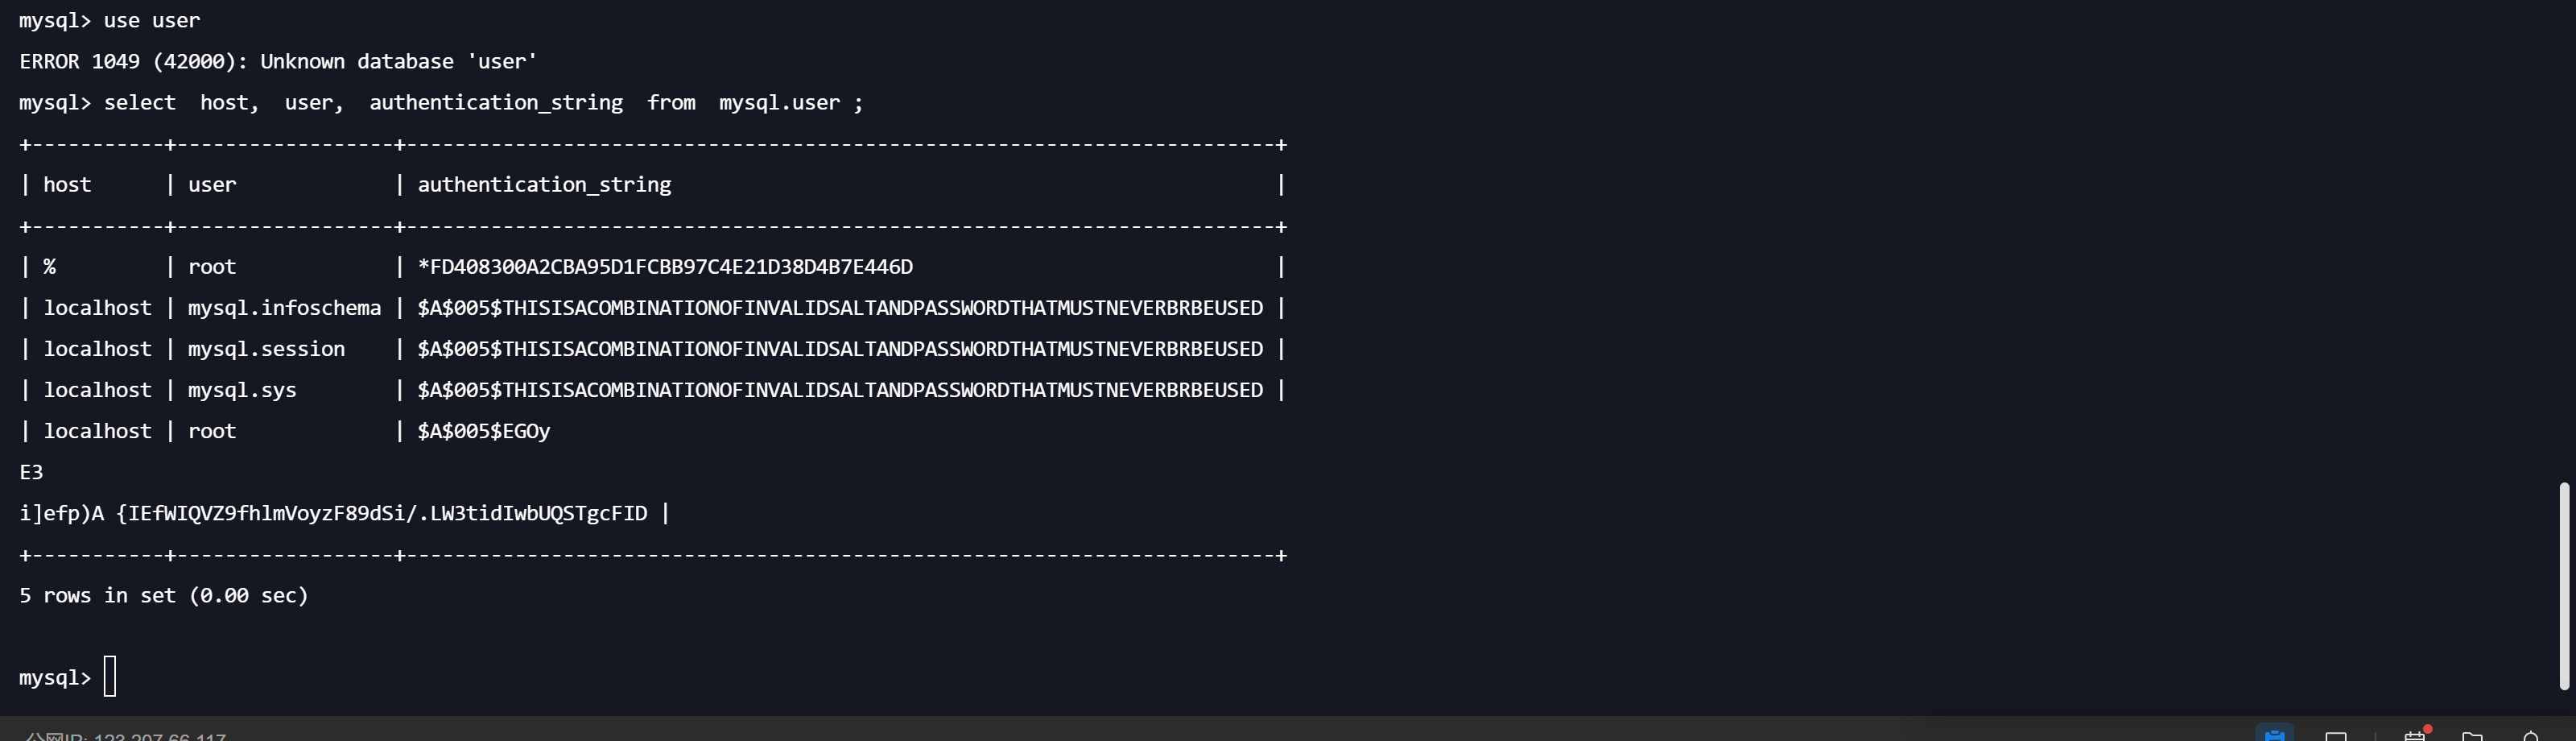 mysql> use user
ERROR 1049 (42000): Unknown database 'user'
mysql> select  host,  user,  authentication_string  from  mysql.user ;
+-----------+------------------+------------------------------------------------------------------------+
| host      | user             | authentication_string                                                  |
+-----------+------------------+------------------------------------------------------------------------+
| %         | root             | *FD408300A2CBA95D1FCBB97C4E21D38D4B7E446D                              |
| localhost | mysql.infoschema | $A$005$THISISACOMBINATIONOFINVALIDSALTANDPASSWORDTHATMUSTNEVERBRBEUSED |
| localhost | mysql.session    | $A$005$THISISACOMBINATIONOFINVALIDSALTANDPASSWORDTHATMUSTNEVERBRBEUSED |
| localhost | mysql.sys        | $A$005$THISISACOMBINATIONOFINVALIDSALTANDPASSWORDTHATMUSTNEVERBRBEUSED |
| localhost | root             | $A$005$EGOy
E3
i]efp)A {IEfWIQVZ9fhlmVoyzF89dSi/.LW3tidIwbUQSTgcFID |
+-----------+------------------+------------------------------------------------------------------------+
5 rows in set (0.00 sec)
mysql>
公网IP: 123.207.66.117